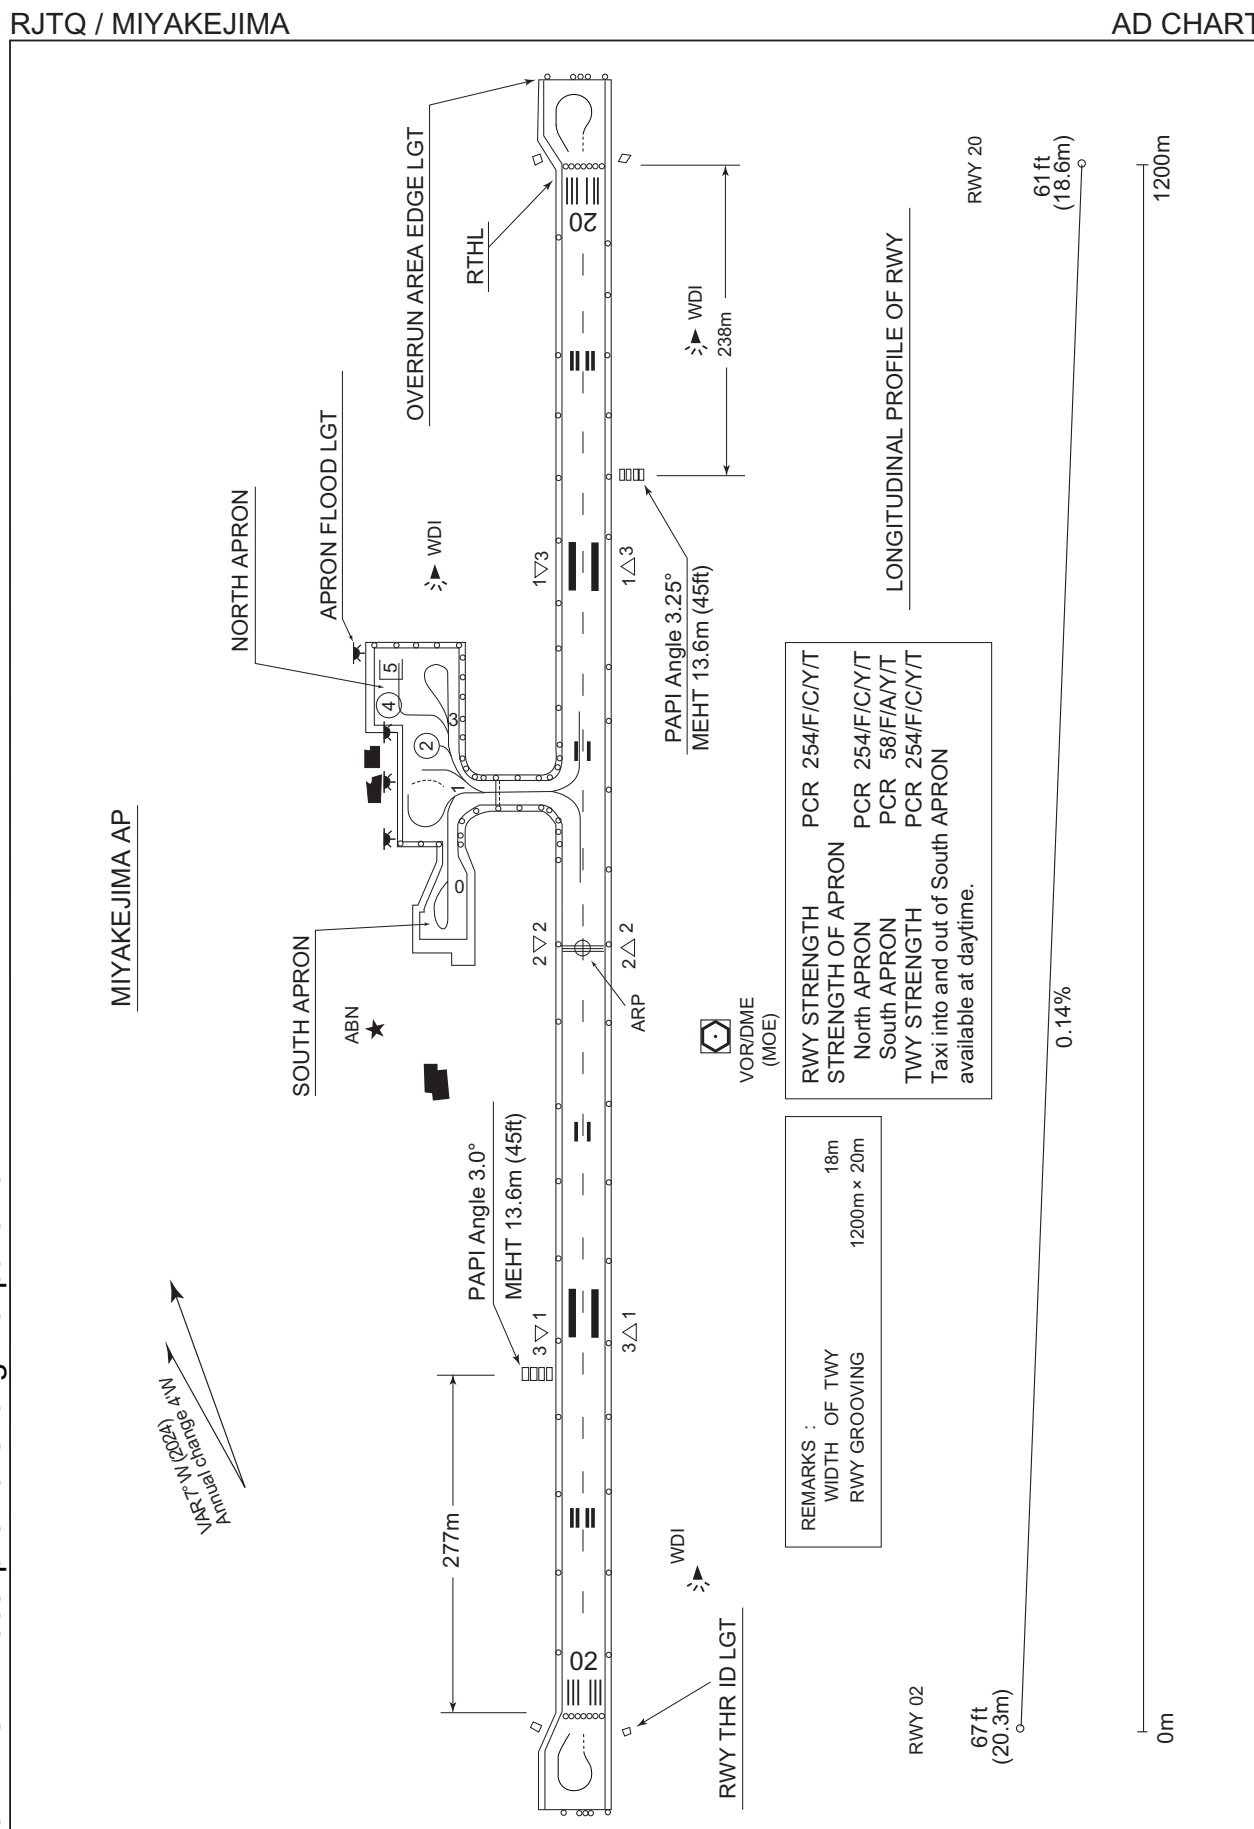 RJTQ / MIYAKEJIMA
AD CHART
MIYAKEJIMA AP
VAR 7° W (2024)
Annual change 4'W
SOUTH APRON
NORTH APRON
APRON FLOOD LGT
OVERRUN AREA EDGE LGT
RTHL
ABN
WDI
0
1
2
3
4
5
PAPI Angle 3.0°
MEHT 13.6m (45ft)
277m
3 1
2 2
1 3
02
20
3 1
2 2
1 3
ARP
PAPI Angle 3.25°
MEHT 13.6m (45ft)
WDI
238m
WDI
RWY THR ID LGT
VOR/DME
(MOE)
REMARKS :
WIDTH OF TWY 18m
RWY GROOVING 1200m × 20m
RWY STRENGTH PCR 254/F/C/Y/T
STRENGTH OF APRON
North APRON PCR 254/F/C/Y/T
South APRON PCR 58/F/A/Y/T
TWY STRENGTH PCR 254/F/C/Y/T
Taxi into and out of South APRON
available at daytime.
LONGITUDINAL PROFILE OF RWY
RWY 02
67ft
(20.3m)
RWY 20
61ft
(18.6m)
0.14%
0m
1200m